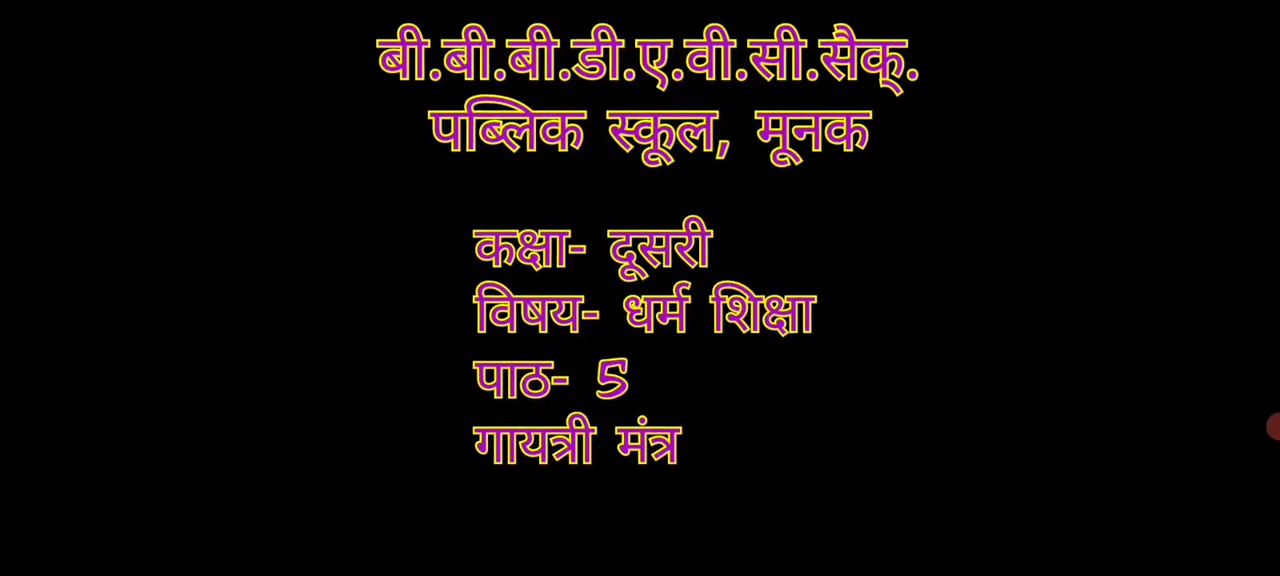 बी.बी.बी.डी.ए.वी.सी.सैक्.
पब्लिक स्कूल, मूनक
कक्षा- दूसरी
विषय- धर्म शिक्षा
पाठ- 5
गायत्री मंत्र